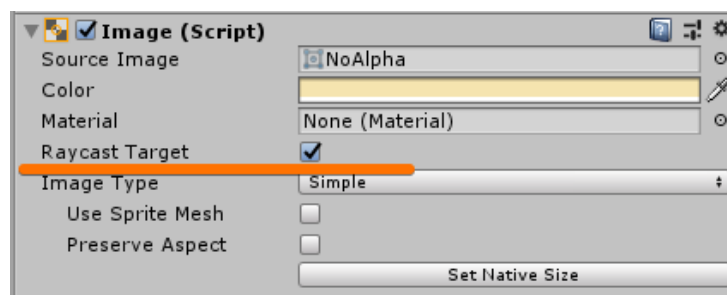 Image (Script)
Source Image NoAlpha
Color
Material None (Material)
Raycast Target
Image Type Simple
Use Sprite Mesh
Preserve Aspect
Set Native Size